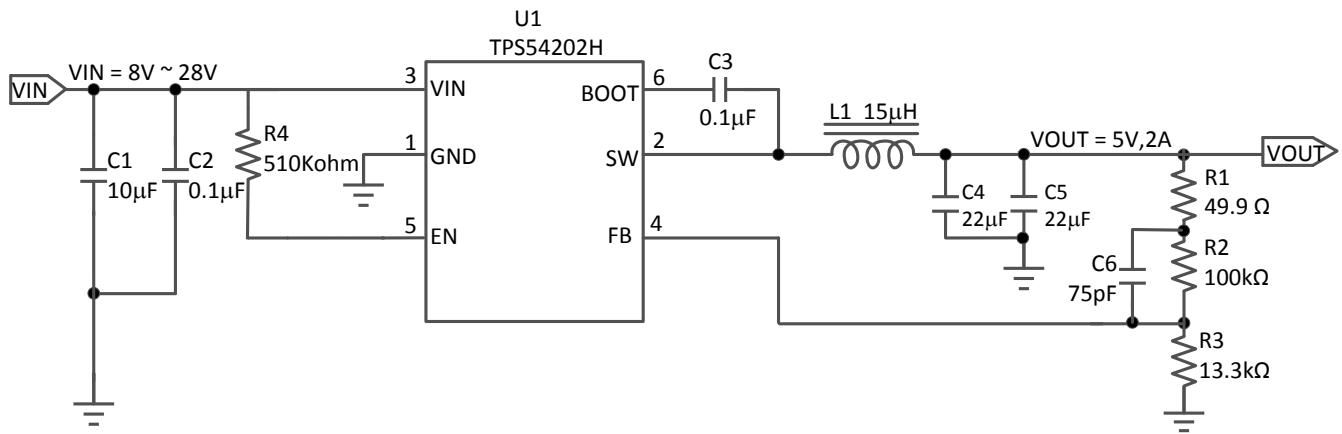 U1
TPS54202H
VIN
VIN = 8V ~ 28V
3
VIN
BOOT
6
C3
0.1μF
L1 15μH
VOUT = 5V,2A
VOUT
R4
510Kohm
1
GND
SW
2
C1
10μF
C2
0.1μF
C4
22μF
C5
22μF
R1
49.9 Ω
5
EN
FB
4
C6
75pF
R2
100kΩ
R3
13.3kΩ